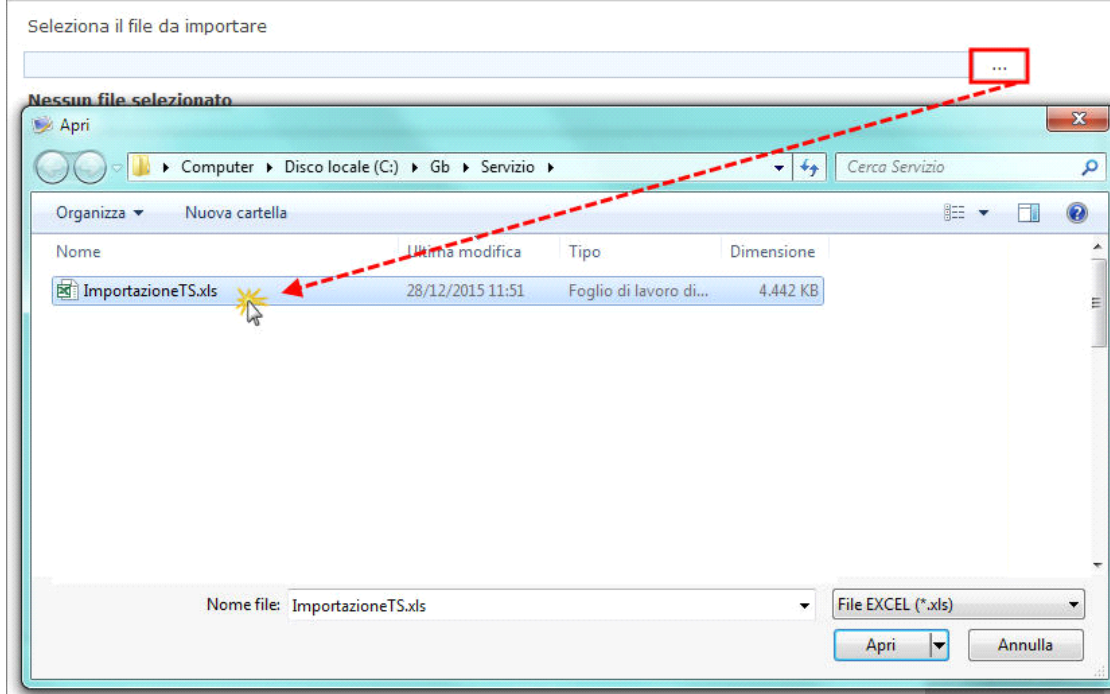 Seleziona il file da importare
...
Nessun file selezionato
Apri
Computer Disco locale (C:) Gb Servizio Cerca Servizio
Organizza Nuova cartella
Nome Ultima modifica Tipo Dimensione
ImportazioneTS.xls 28/12/2015 11:51 Foglio di lavoro di... 4.442 KB
Nome file: ImportazioneTS.xls File EXCEL (*.xls)
Apri Annulla